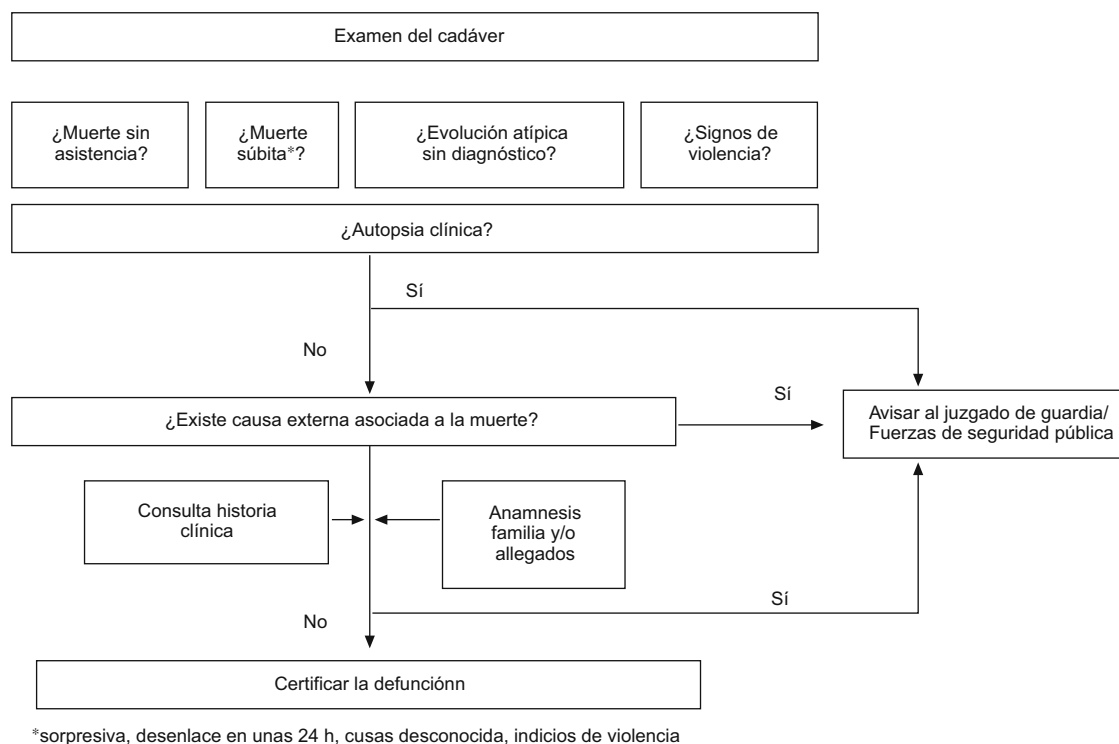 Examen del cadáver
¿Muerte sin
asistencia?
¿Muerte
súbita*?
¿Evolución atípica
sin diagnóstico?
¿Signos de
violencia?
¿Autopsia clínica?
Sí
No
¿Existe causa externa asociada a la muerte?
Sí
Avisar al juzgado de guardia/
Fuerzas de seguridad pública
Consulta historia
clínica
Anamnesis
familia y/o
allegados
Sí
No
Certificar la defunciónn
*sorpresiva, desenlace en unas 24 h, cusas desconocida, indicios de violencia